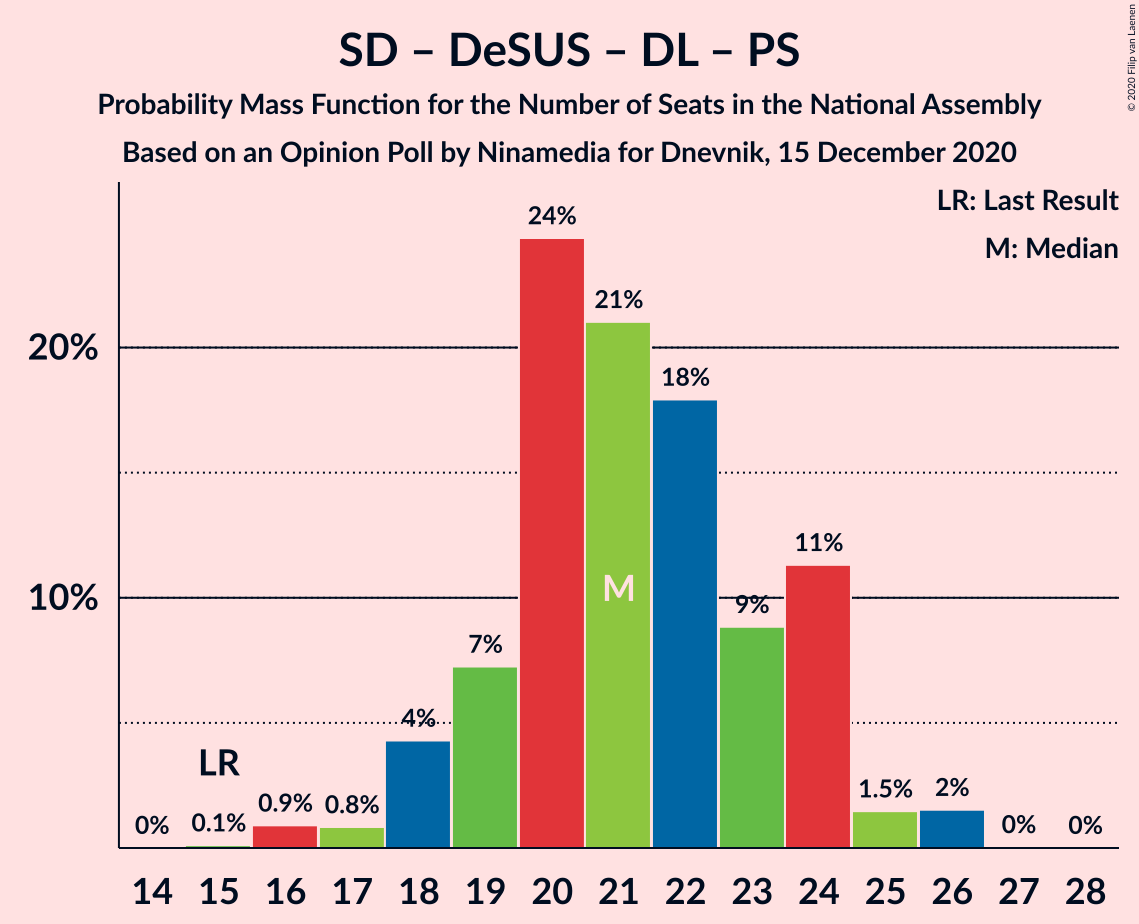 SD – DeSUS – DL – PS
Probability Mass Function for the Number of Seats in the National Assembly
Based on an Opinion Poll by Ninamedia for Dnevnik, 15 December 2020
© 2020 Filip van Laenen
LR: Last Result
M: Median
20%
10%
0%
0.1%
0.9%
0.8%
4%
7%
24%
21%
18%
9%
11%
1.5%
2%
0%
0%
LR
M
14 15 16 17 18 19 20 21 22 23 24 25 26 27 28